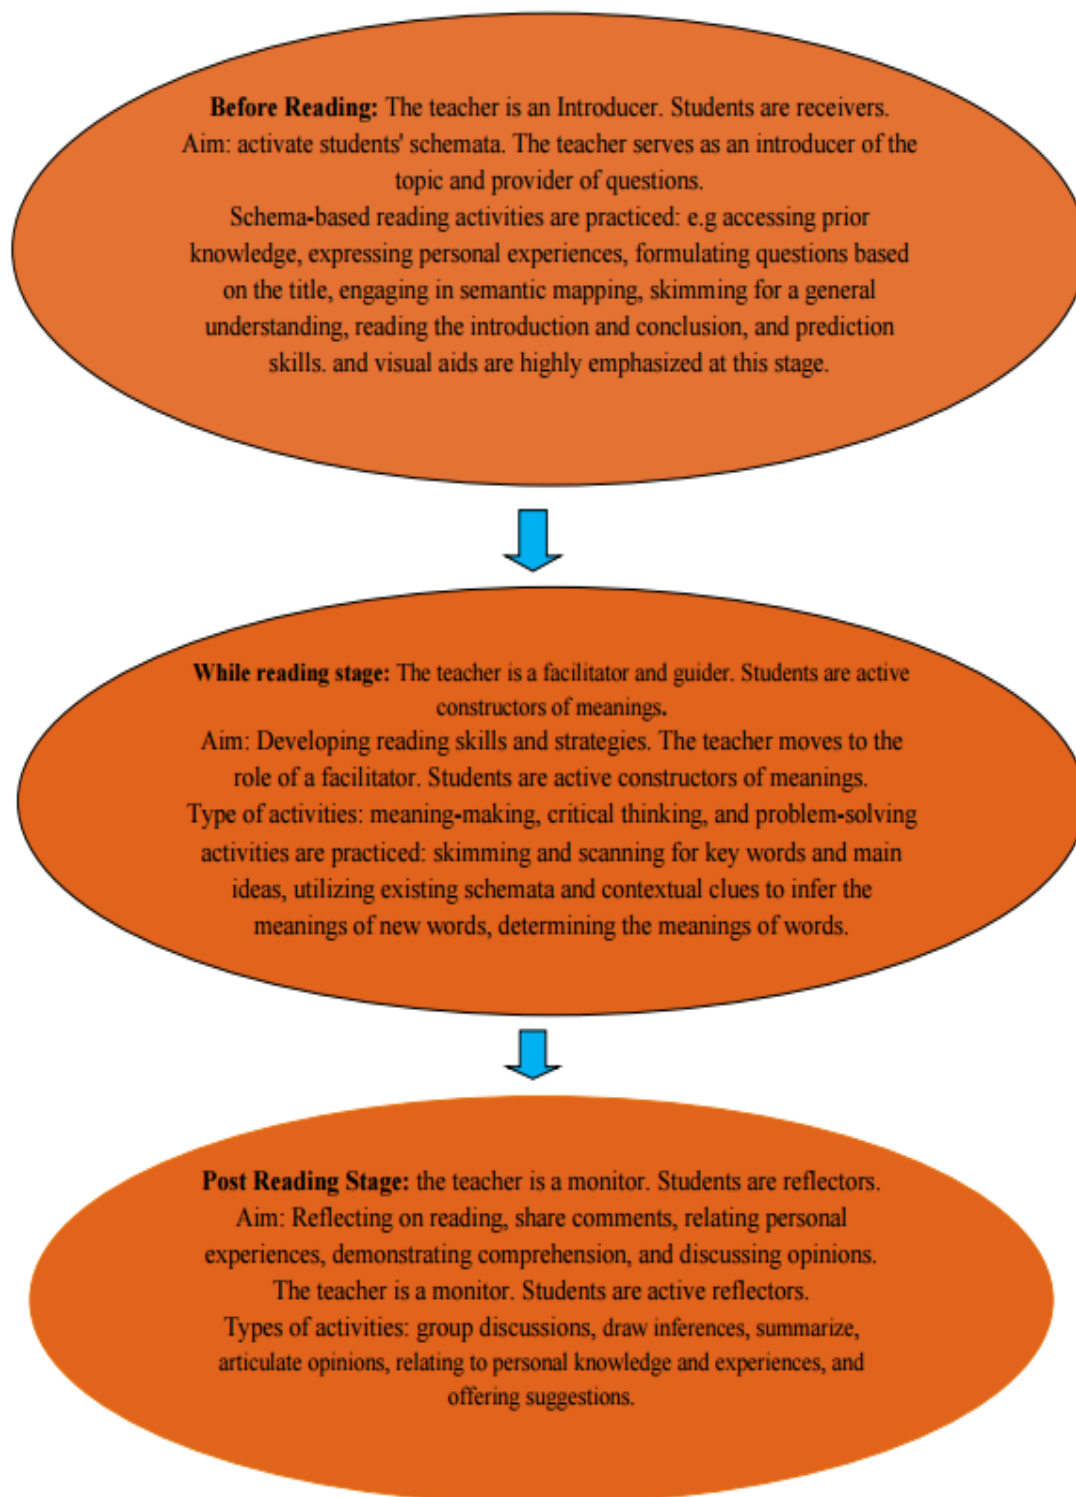 Before Reading: The teacher is an Introducer. Students are receivers.
Aim: activate students' schemata. The teacher serves as an introducer of the
topic and provider of questions.
Schema-based reading activities are practiced: e.g accessing prior
knowledge, expressing personal experiences, formulating questions based
on the title, engaging in semantic mapping, skimming for a general
understanding, reading the introduction and conclusion, and prediction
skills. and visual aids are highly emphasized at this stage.
While reading stage: The teacher is a facilitator and guider. Students are active
constructors of meanings.
Aim: Developing reading skills and strategies. The teacher moves to the
role of a facilitator. Students are active constructors of meanings.
Type of activities: meaning-making, critical thinking, and problem-solving
activities are practiced: skimming and scanning for key words and main
ideas, utilizing existing schemata and contextual clues to infer the
meanings of new words, determining the meanings of words.
Post Reading Stage: the teacher is a monitor. Students are reflectors.
Aim: Reflecting on reading, share comments, relating personal
experiences, demonstrating comprehension, and discussing opinions.
The teacher is a monitor. Students are active reflectors.
Types of activities: group discussions, draw inferences, summarize,
articulate opinions, relating to personal knowledge and experiences, and
offering suggestions.